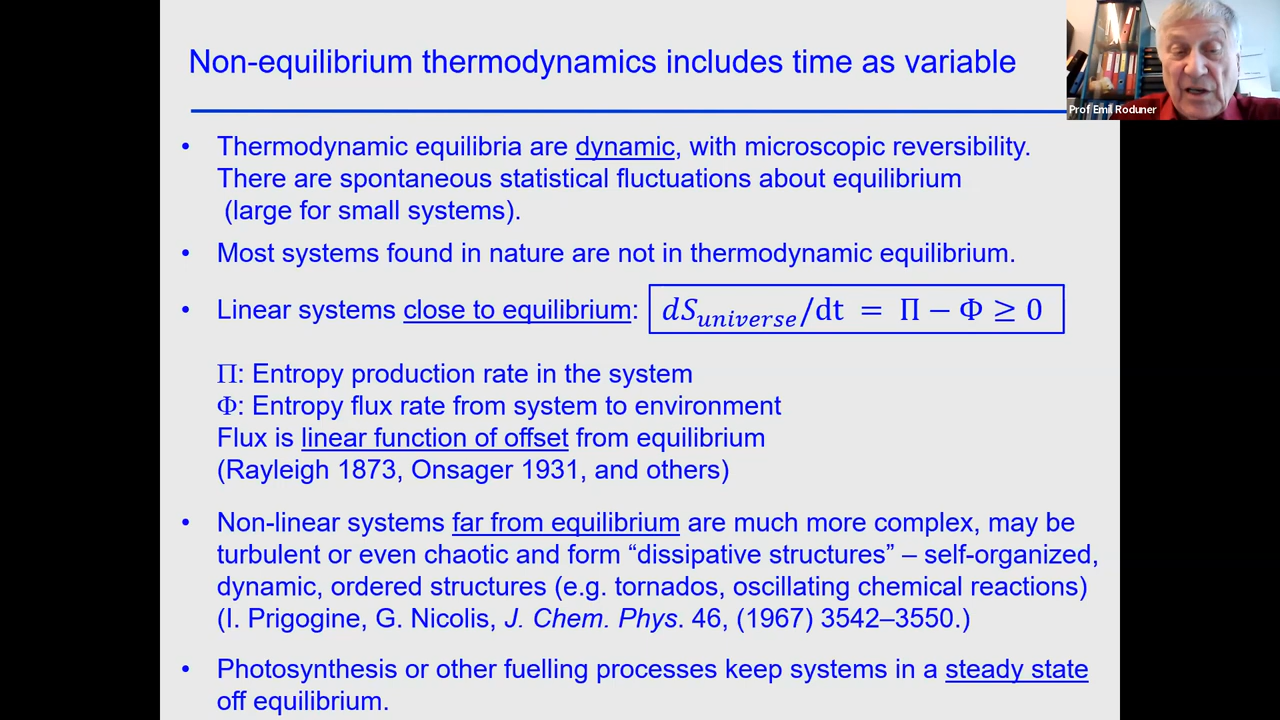 Non-equilibrium thermodynamics includes time as variable
Prof Emil Roduner
• Thermodynamic equilibria are dynamic, with microscopic reversibility.
There are spontaneous statistical fluctuations about equilibrium
(large for small systems).
• Most systems found in nature are not in thermodynamic equilibrium.
• Linear systems close to equilibrium: dS_universe/dt = Π − Φ ≥ 0
Π: Entropy production rate in the system
Φ: Entropy flux rate from system to environment
Flux is linear function of offset from equilibrium
(Rayleigh 1873, Onsager 1931, and others)
• Non-linear systems far from equilibrium are much more complex, may be
turbulent or even chaotic and form “dissipative structures” – self-organized,
dynamic, ordered structures (e.g. tornados, oscillating chemical reactions)
(I. Prigogine, G. Nicolis, J. Chem. Phys. 46, (1967) 3542–3550.)
• Photosynthesis or other fuelling processes keep systems in a steady state
off equilibrium.